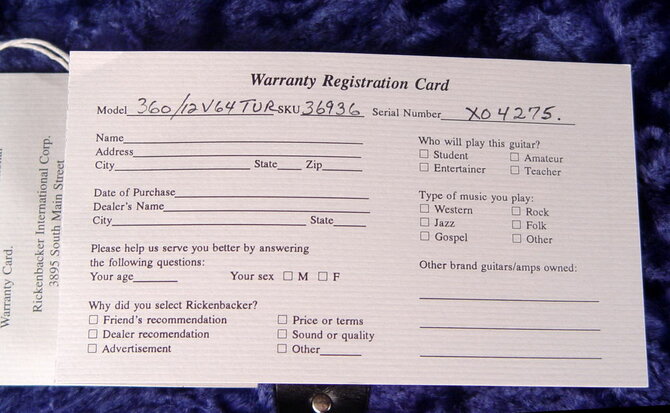 Warranty Registration Card
Model 360/12V64TUR SKU 36936 Serial Number XO4275.
Name
Address
City State Zip
Date of Purchase
Dealer's Name
City State
Please help us serve you better by answering
the following questions:
Your age Your sex ☐ M ☐ F
Why did you select Rickenbacker?
☐ Friend's recommendation ☐ Price or terms
☐ Dealer recomendation ☐ Sound or quality
☐ Advertisement ☐ Other
Who will play this guitar?
☐ Student ☐ Amateur
☐ Entertainer ☐ Teacher
Type of music you play:
☐ Western ☐ Rock
☐ Jazz ☐ Folk
☐ Gospel ☐ Other
Other brand guitars/amps owned:
Warranty Card.
Rickenbacker International Corp.
3895 South Main Street